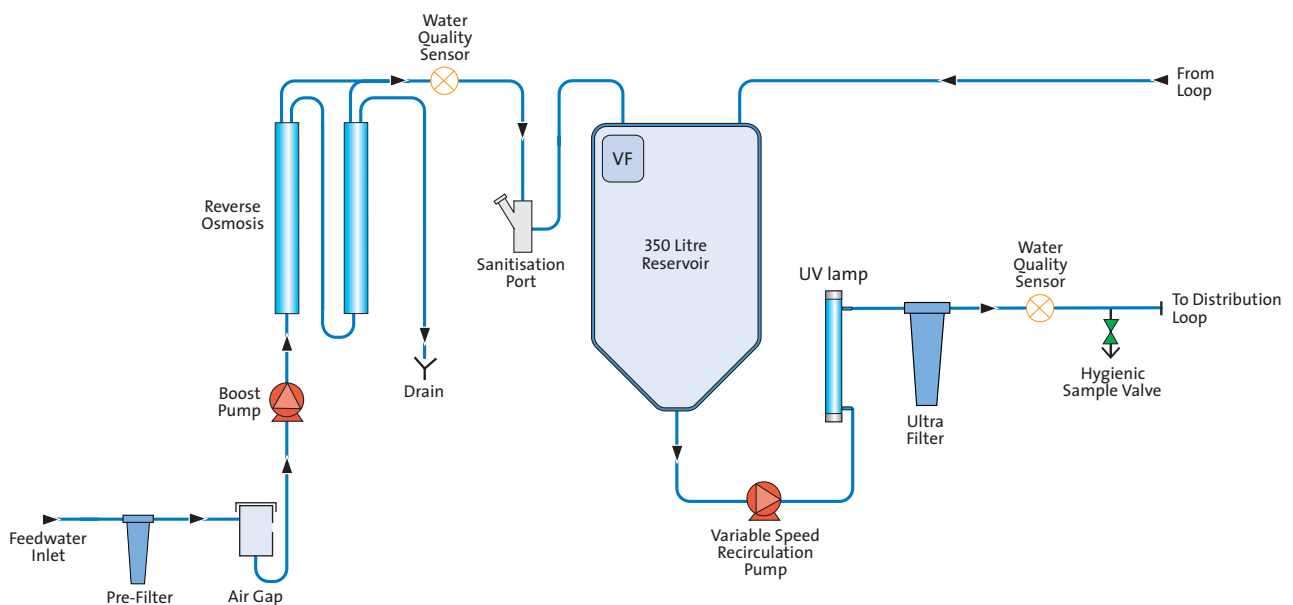 Water
Quality
Sensor
From
Loop
VF
Reverse
Osmosis
350 Litre
Reservoir
Sanitisation
Port
UV lamp
Water
Quality
Sensor
To Distribution
Loop
Boost
Pump
Drain
Hygienic
Sample Valve
Ultra
Filter
Feedwater
Inlet
Variable Speed
Recirculation
Pump
Pre-Filter
Air Gap